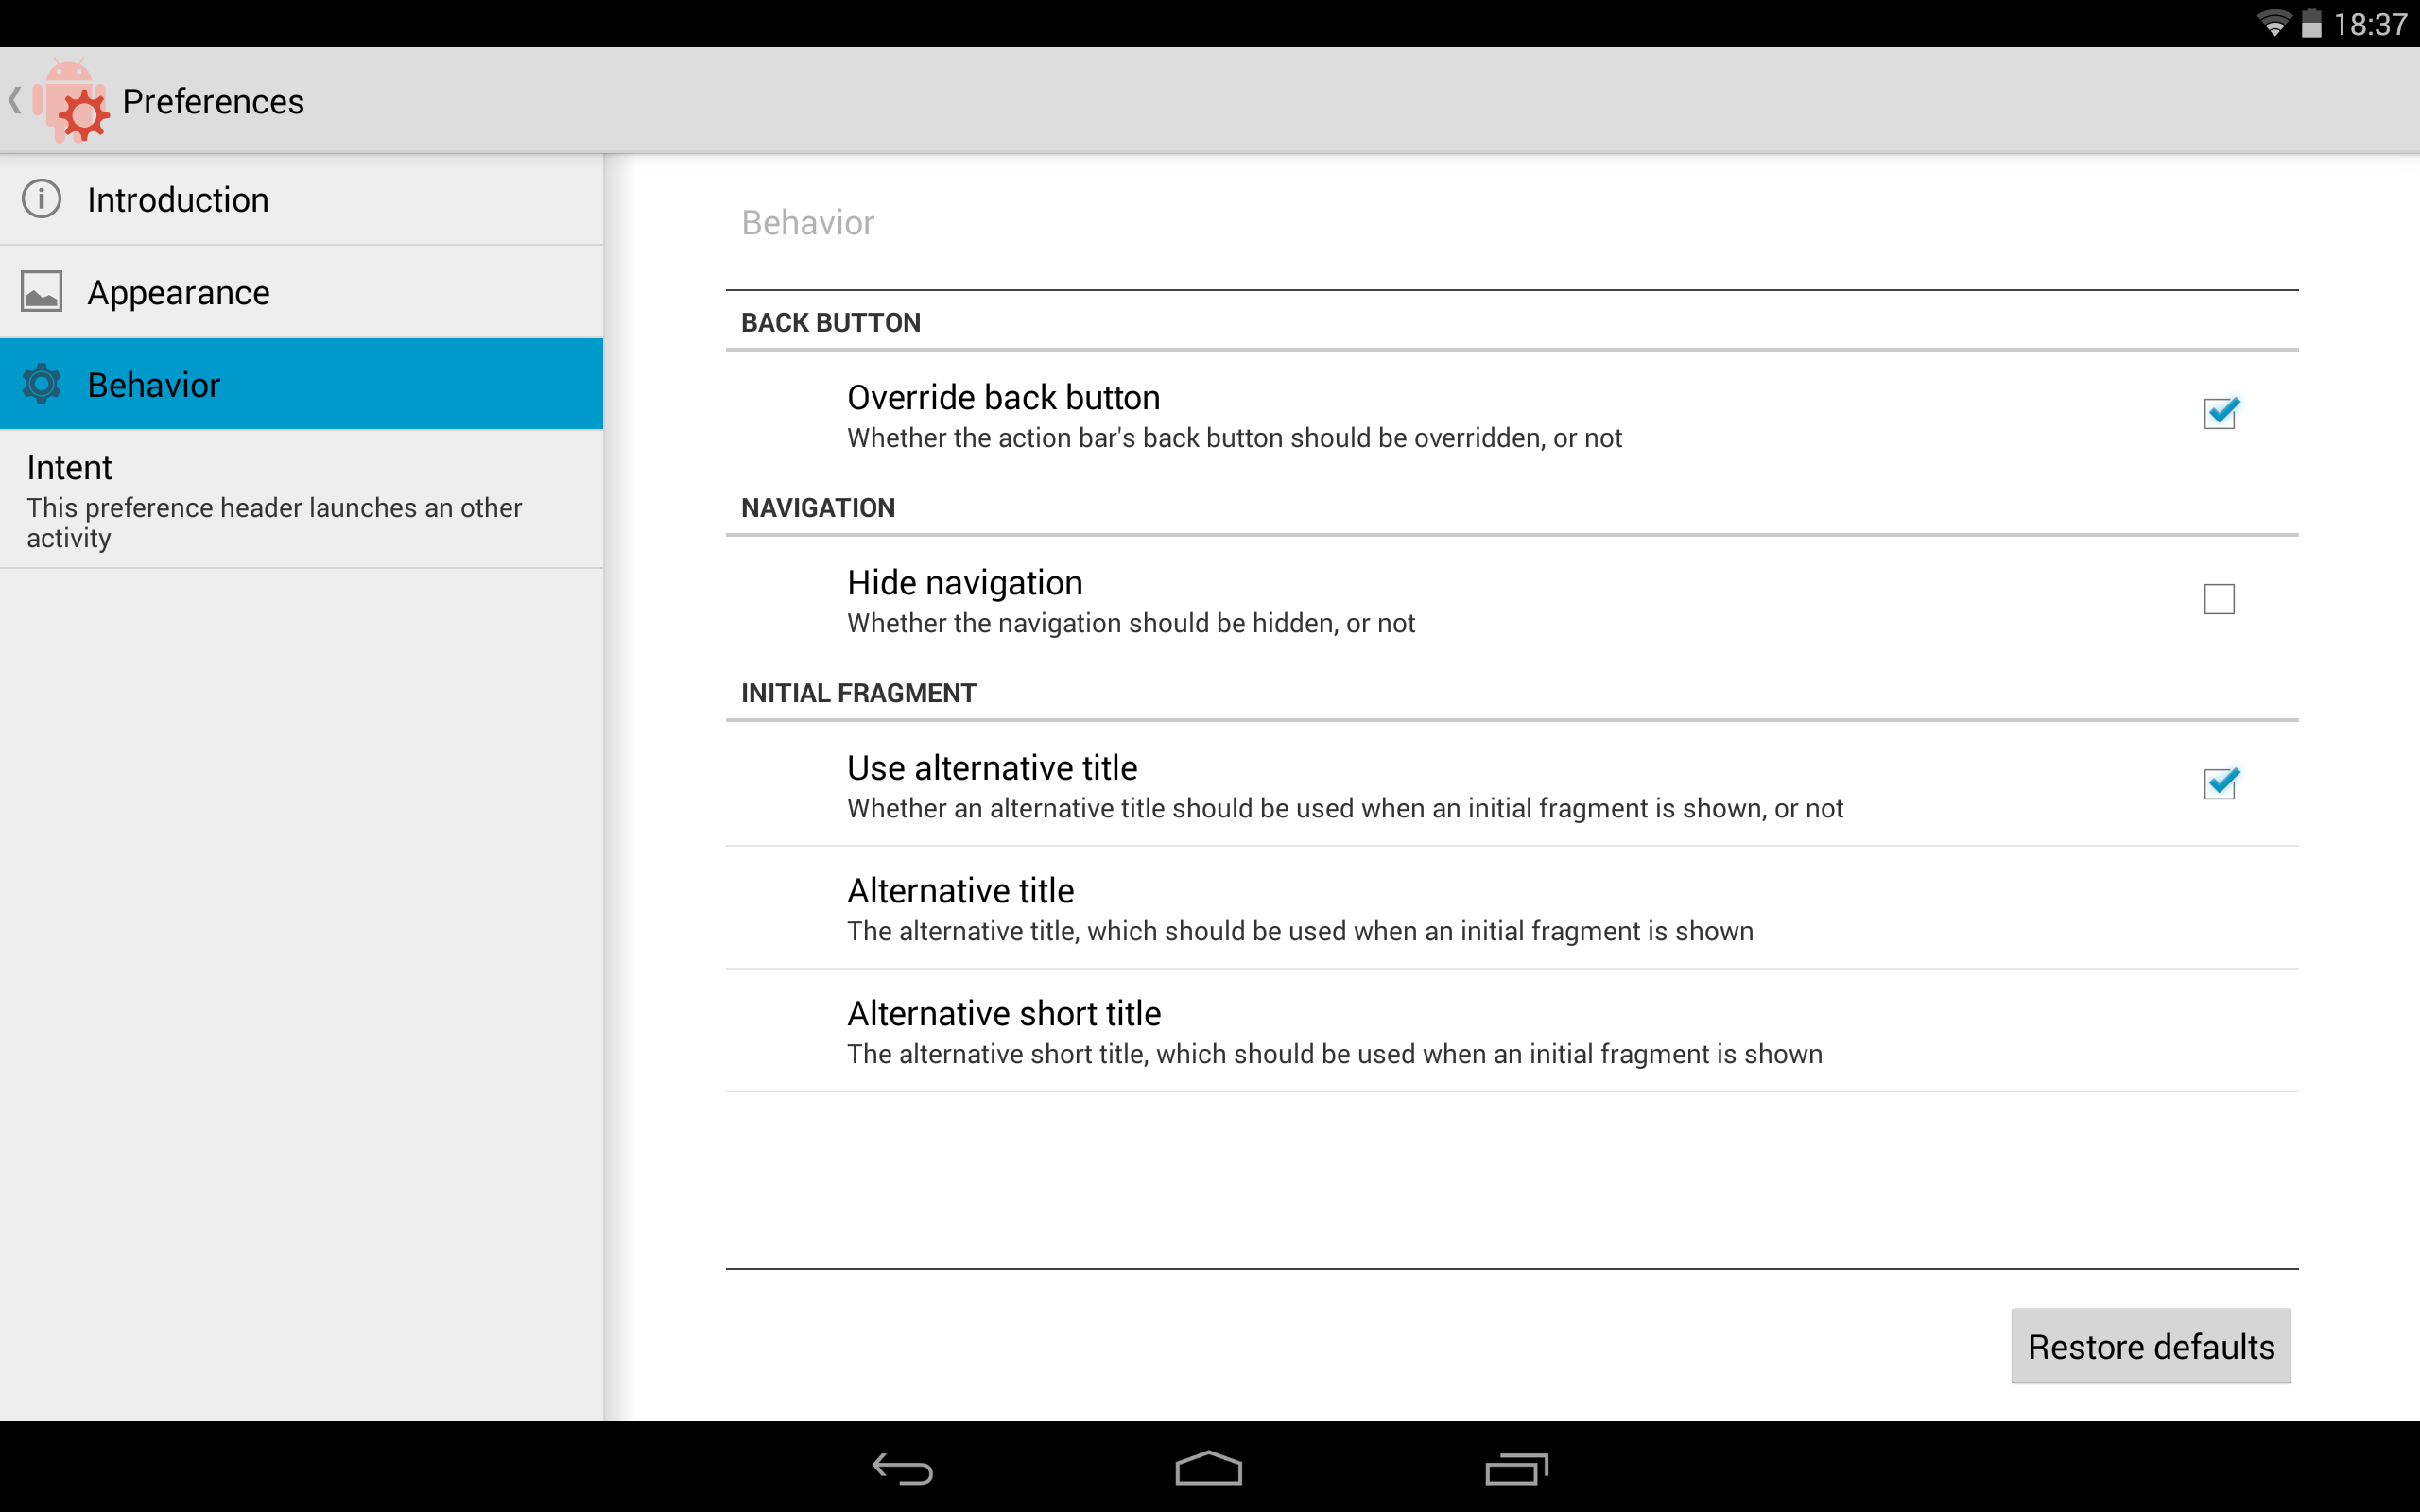 18:37
Preferences
Introduction
Appearance
Behavior
Intent
This preference header launches an other
activity
Behavior
BACK BUTTON
Override back button
Whether the action bar's back button should be overridden, or not
NAVIGATION
Hide navigation
Whether the navigation should be hidden, or not
INITIAL FRAGMENT
Use alternative title
Whether an alternative title should be used when an initial fragment is shown, or not
Alternative title
The alternative title, which should be used when an initial fragment is shown
Alternative short title
The alternative short title, which should be used when an initial fragment is shown
Restore defaults